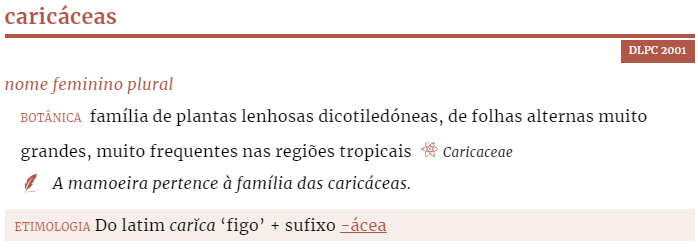 caricáceas
DLPC 2001
nome feminino plural
BOTÂNICA família de plantas lenhosas dicotiledóneas, de folhas alternas muito
grandes, muito frequentes nas regiões tropicais Caricaceae
A mamoeira pertence à família das caricáceas.
ETIMOLOGIA Do latim carĭca ‘figo’ + sufixo -ácea